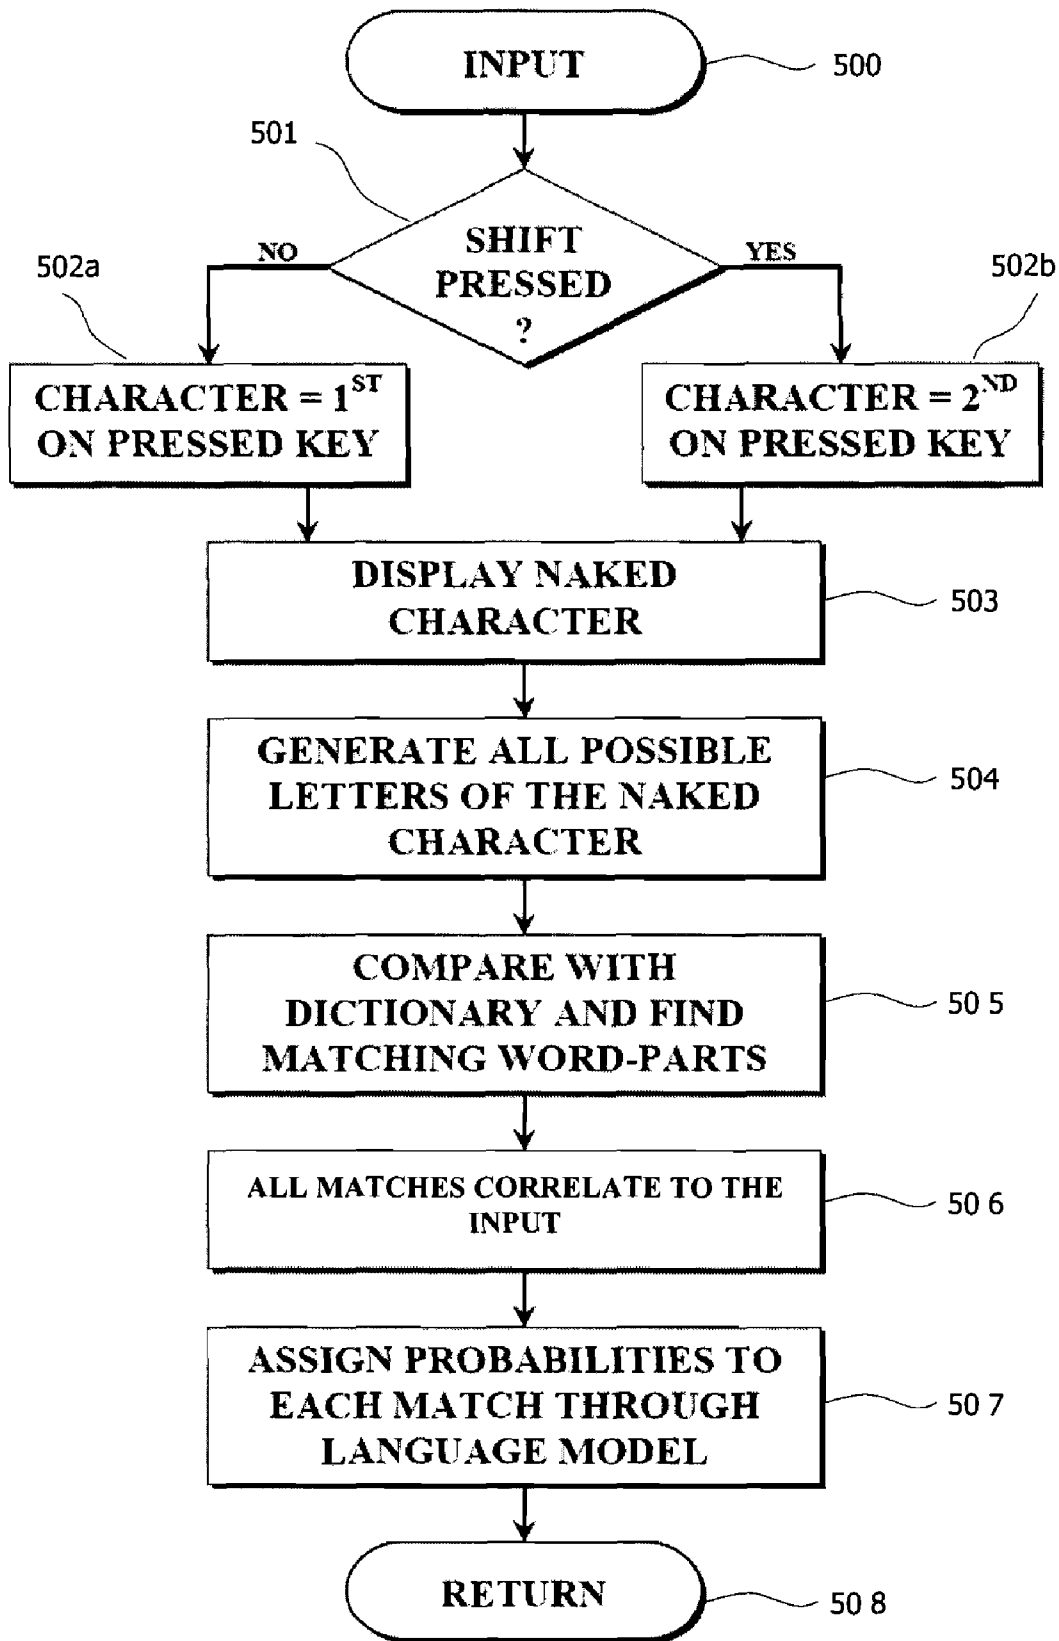 INPUT
500
501
SHIFT
PRESSED
?
NO
YES
502a
502b
CHARACTER = 1ST
ON PRESSED KEY
CHARACTER = 2ND
ON PRESSED KEY
DISPLAY NAKED
CHARACTER
503
GENERATE ALL POSSIBLE
LETTERS OF THE NAKED
CHARACTER
504
COMPARE WITH
DICTIONARY AND FIND
MATCHING WORD-PARTS
50 5
ALL MATCHES CORRELATE TO THE
INPUT
50 6
ASSIGN PROBABILITIES TO
EACH MATCH THROUGH
LANGUAGE MODEL
50 7
RETURN
50 8